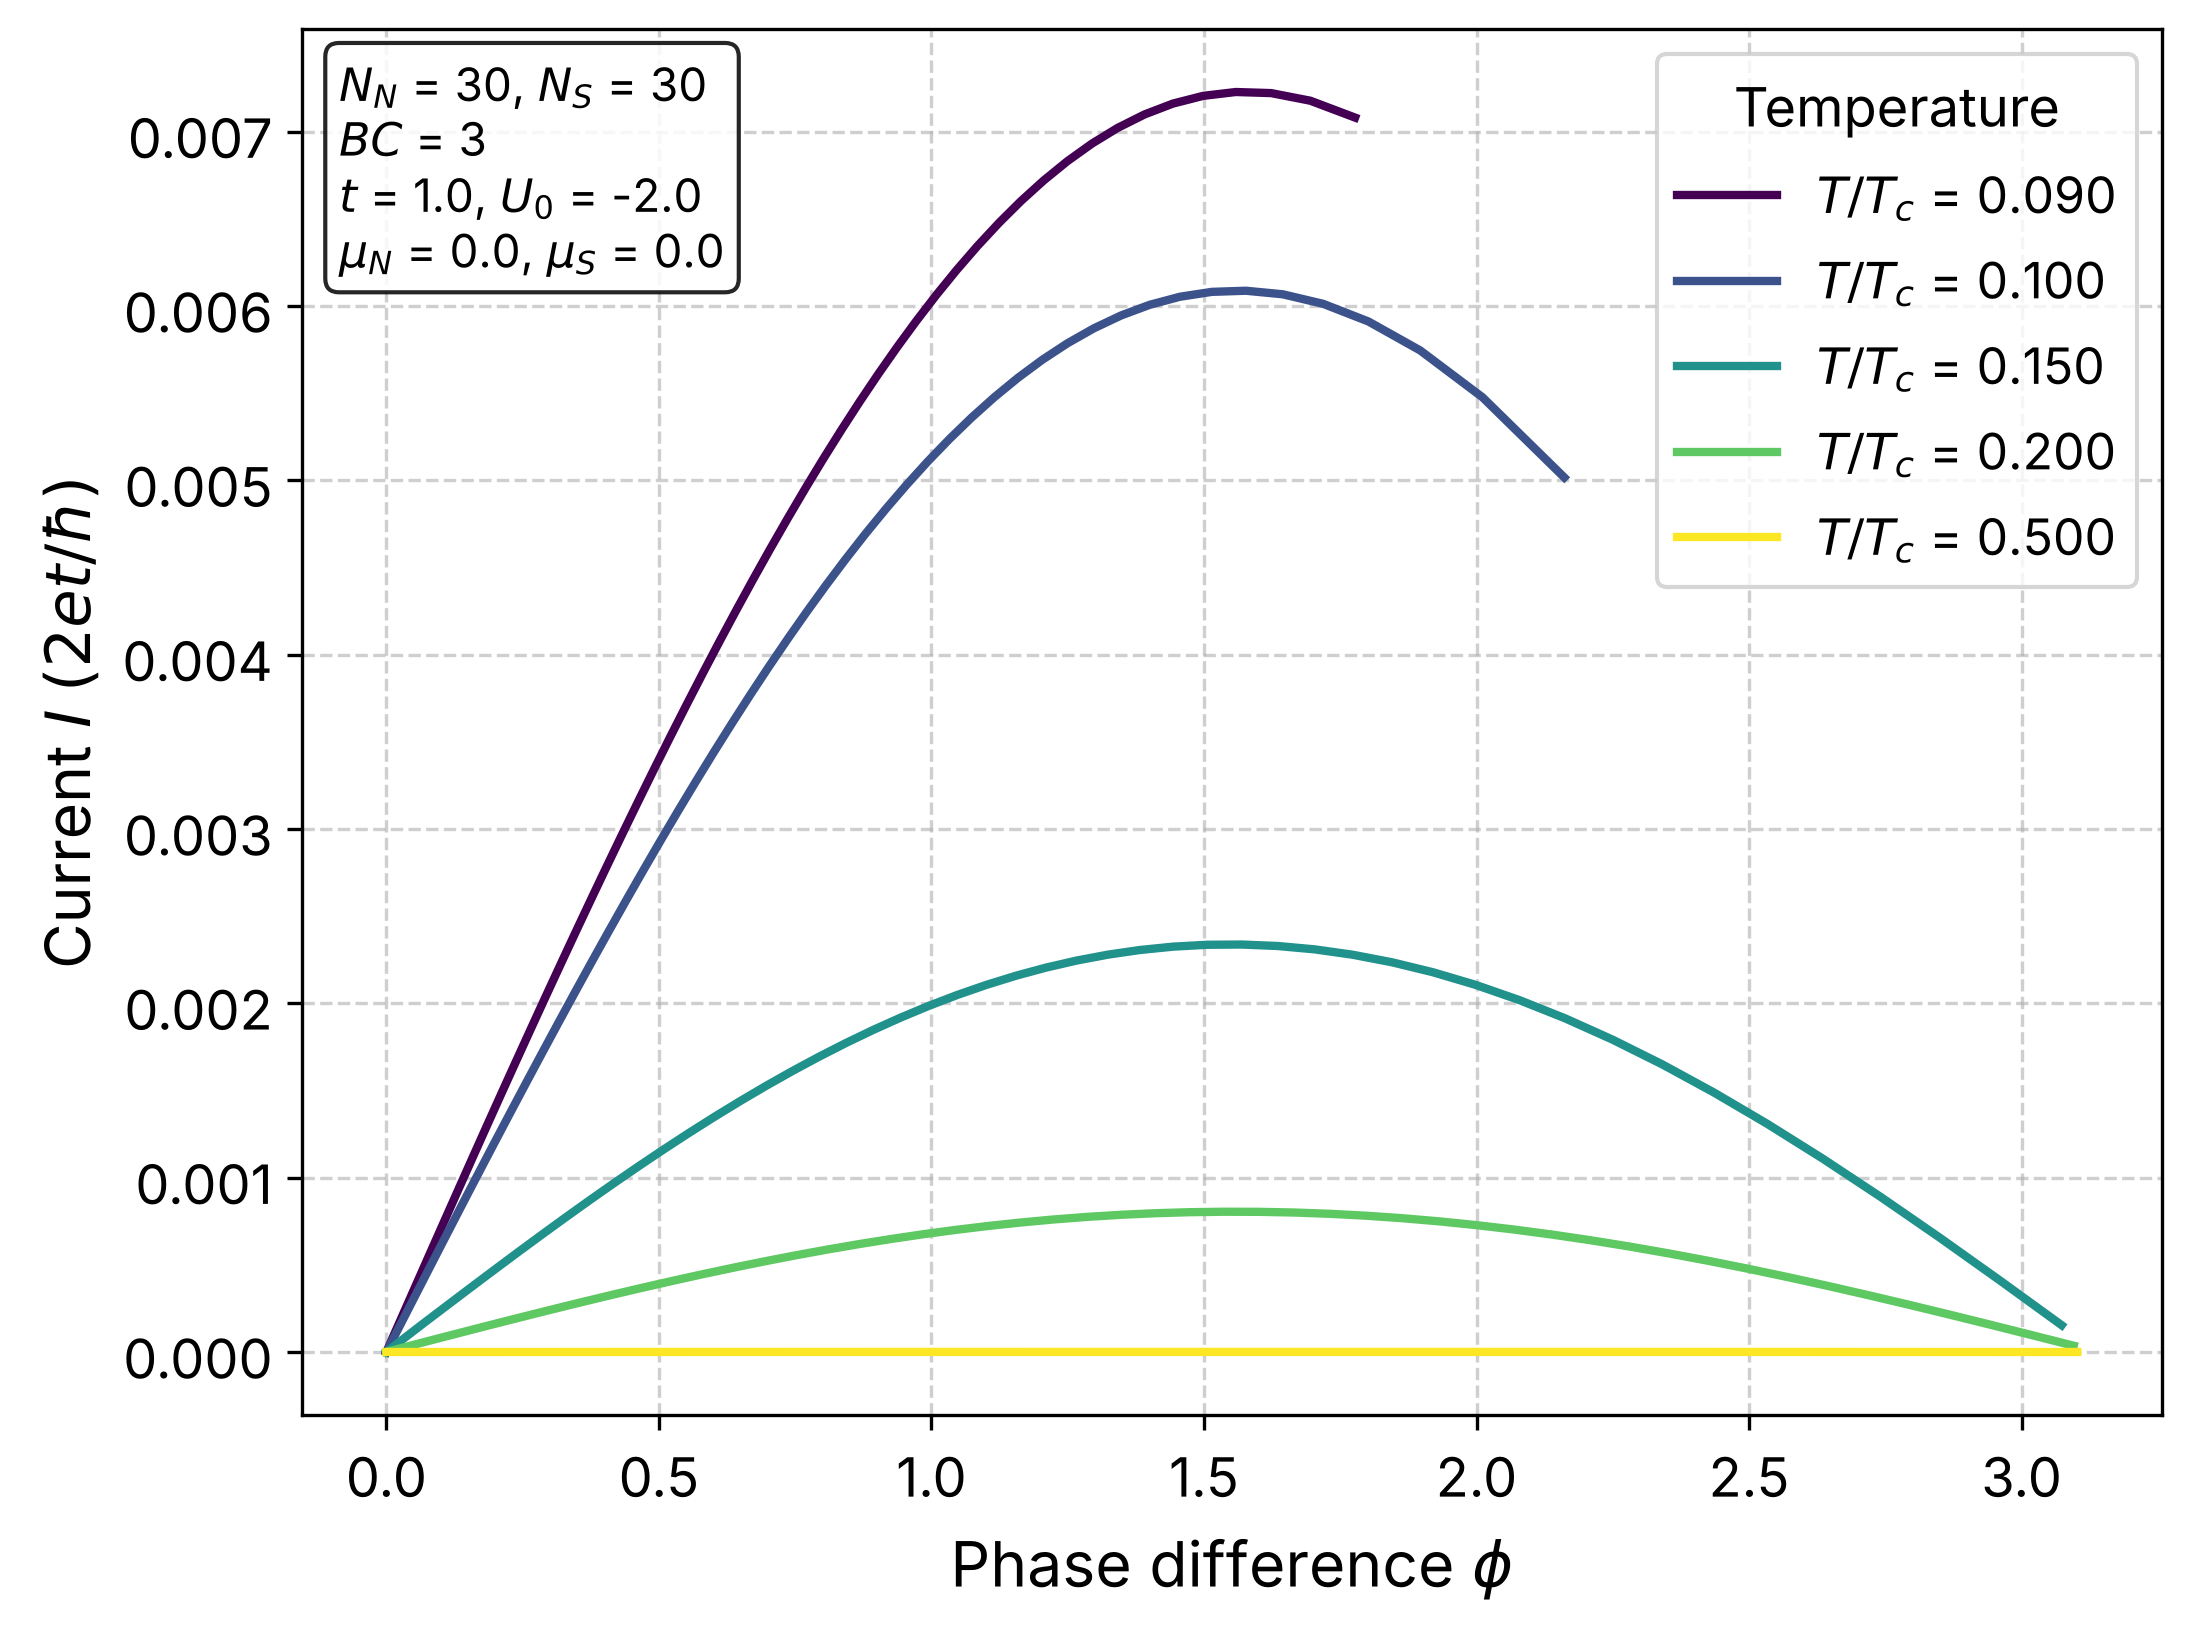 N_N = 30, N_S = 30
BC = 3
t = 1.0, U_0 = -2.0
μ_N = 0.0, μ_S = 0.0
Temperature
T/T_c = 0.090
T/T_c = 0.100
T/T_c = 0.150
T/T_c = 0.200
T/T_c = 0.500
0.007
0.006
0.005
0.004
0.003
0.002
0.001
0.000
Current I (2et/ħ)
0.0 0.5 1.0 1.5 2.0 2.5 3.0
Phase difference ϕ